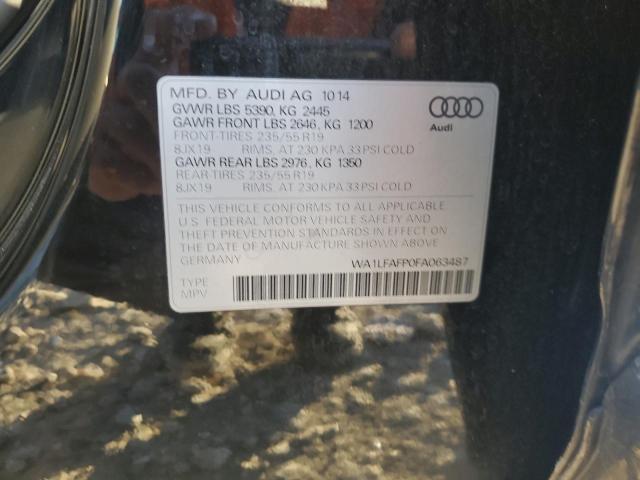 MFD. BY AUDI AG 1014
GVWR LBS 5390, KG 2445
GAWR FRONT LBS 2646, KG 1200
FRONT-TIRES 235/55 R19
8JX19 RIMS, AT 230 KPA 33 PSI COLD
GAWR REAR LBS 2976, KG 1350
REAR-TIRES 235/55 R19
8JX19 RIMS, AT 230 KPA 33 PSI COLD
Audi
THIS VEHICLE CONFORMS TO ALL APPLICABLE
U.S. FEDERAL MOTOR VEHICLE SAFETY AND
THEFT PREVENTION STANDARDS IN EFFECT ON
THE DATE OF MANUFACTURE SHOWN ABOVE.
GERMANY
WA1LFAFP0FA063487
TYPE
MPV